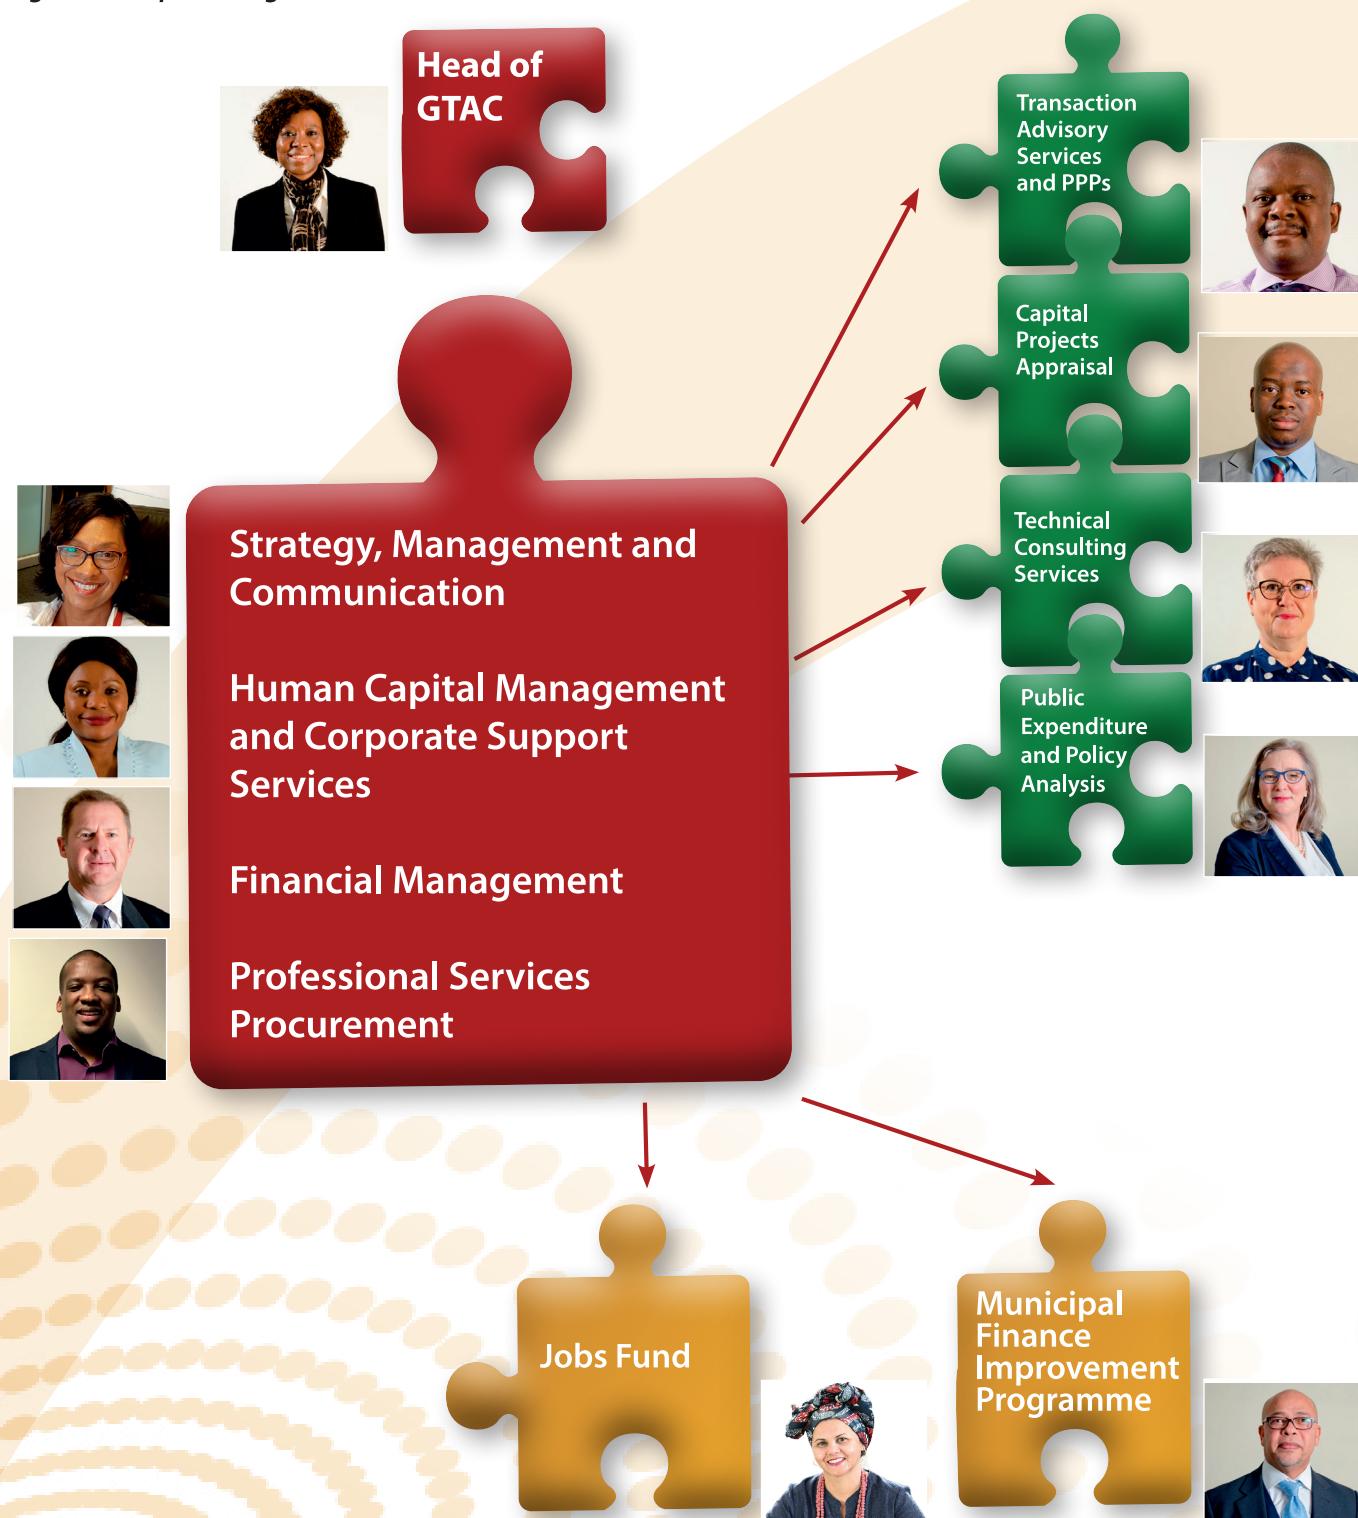 Head of
GTAC
Transaction
Advisory
Services
and PPPs
Capital
Projects
Appraisal
Technical
Consulting
Services
Public
Expenditure
and Policy
Analysis
Strategy, Management and
Communication
Human Capital Management
and Corporate Support
Services
Financial Management
Professional Services
Procurement
Jobs Fund
Municipal
Finance
Improvement
Programme